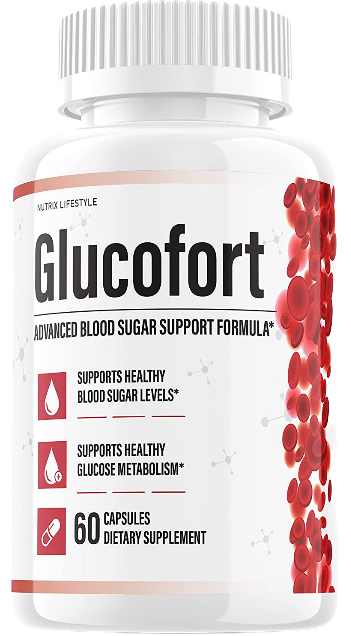 NUTRIX LIFESTYLE
Glucofort
ADVANCED BLOOD SUGAR SUPPORT FORMULA*
SUPPORTS HEALTHY
BLOOD SUGAR LEVELS*
SUPPORTS HEALTHY
GLUCOSE METABOLISM*
60 CAPSULES
DIETARY SUPPLEMENT